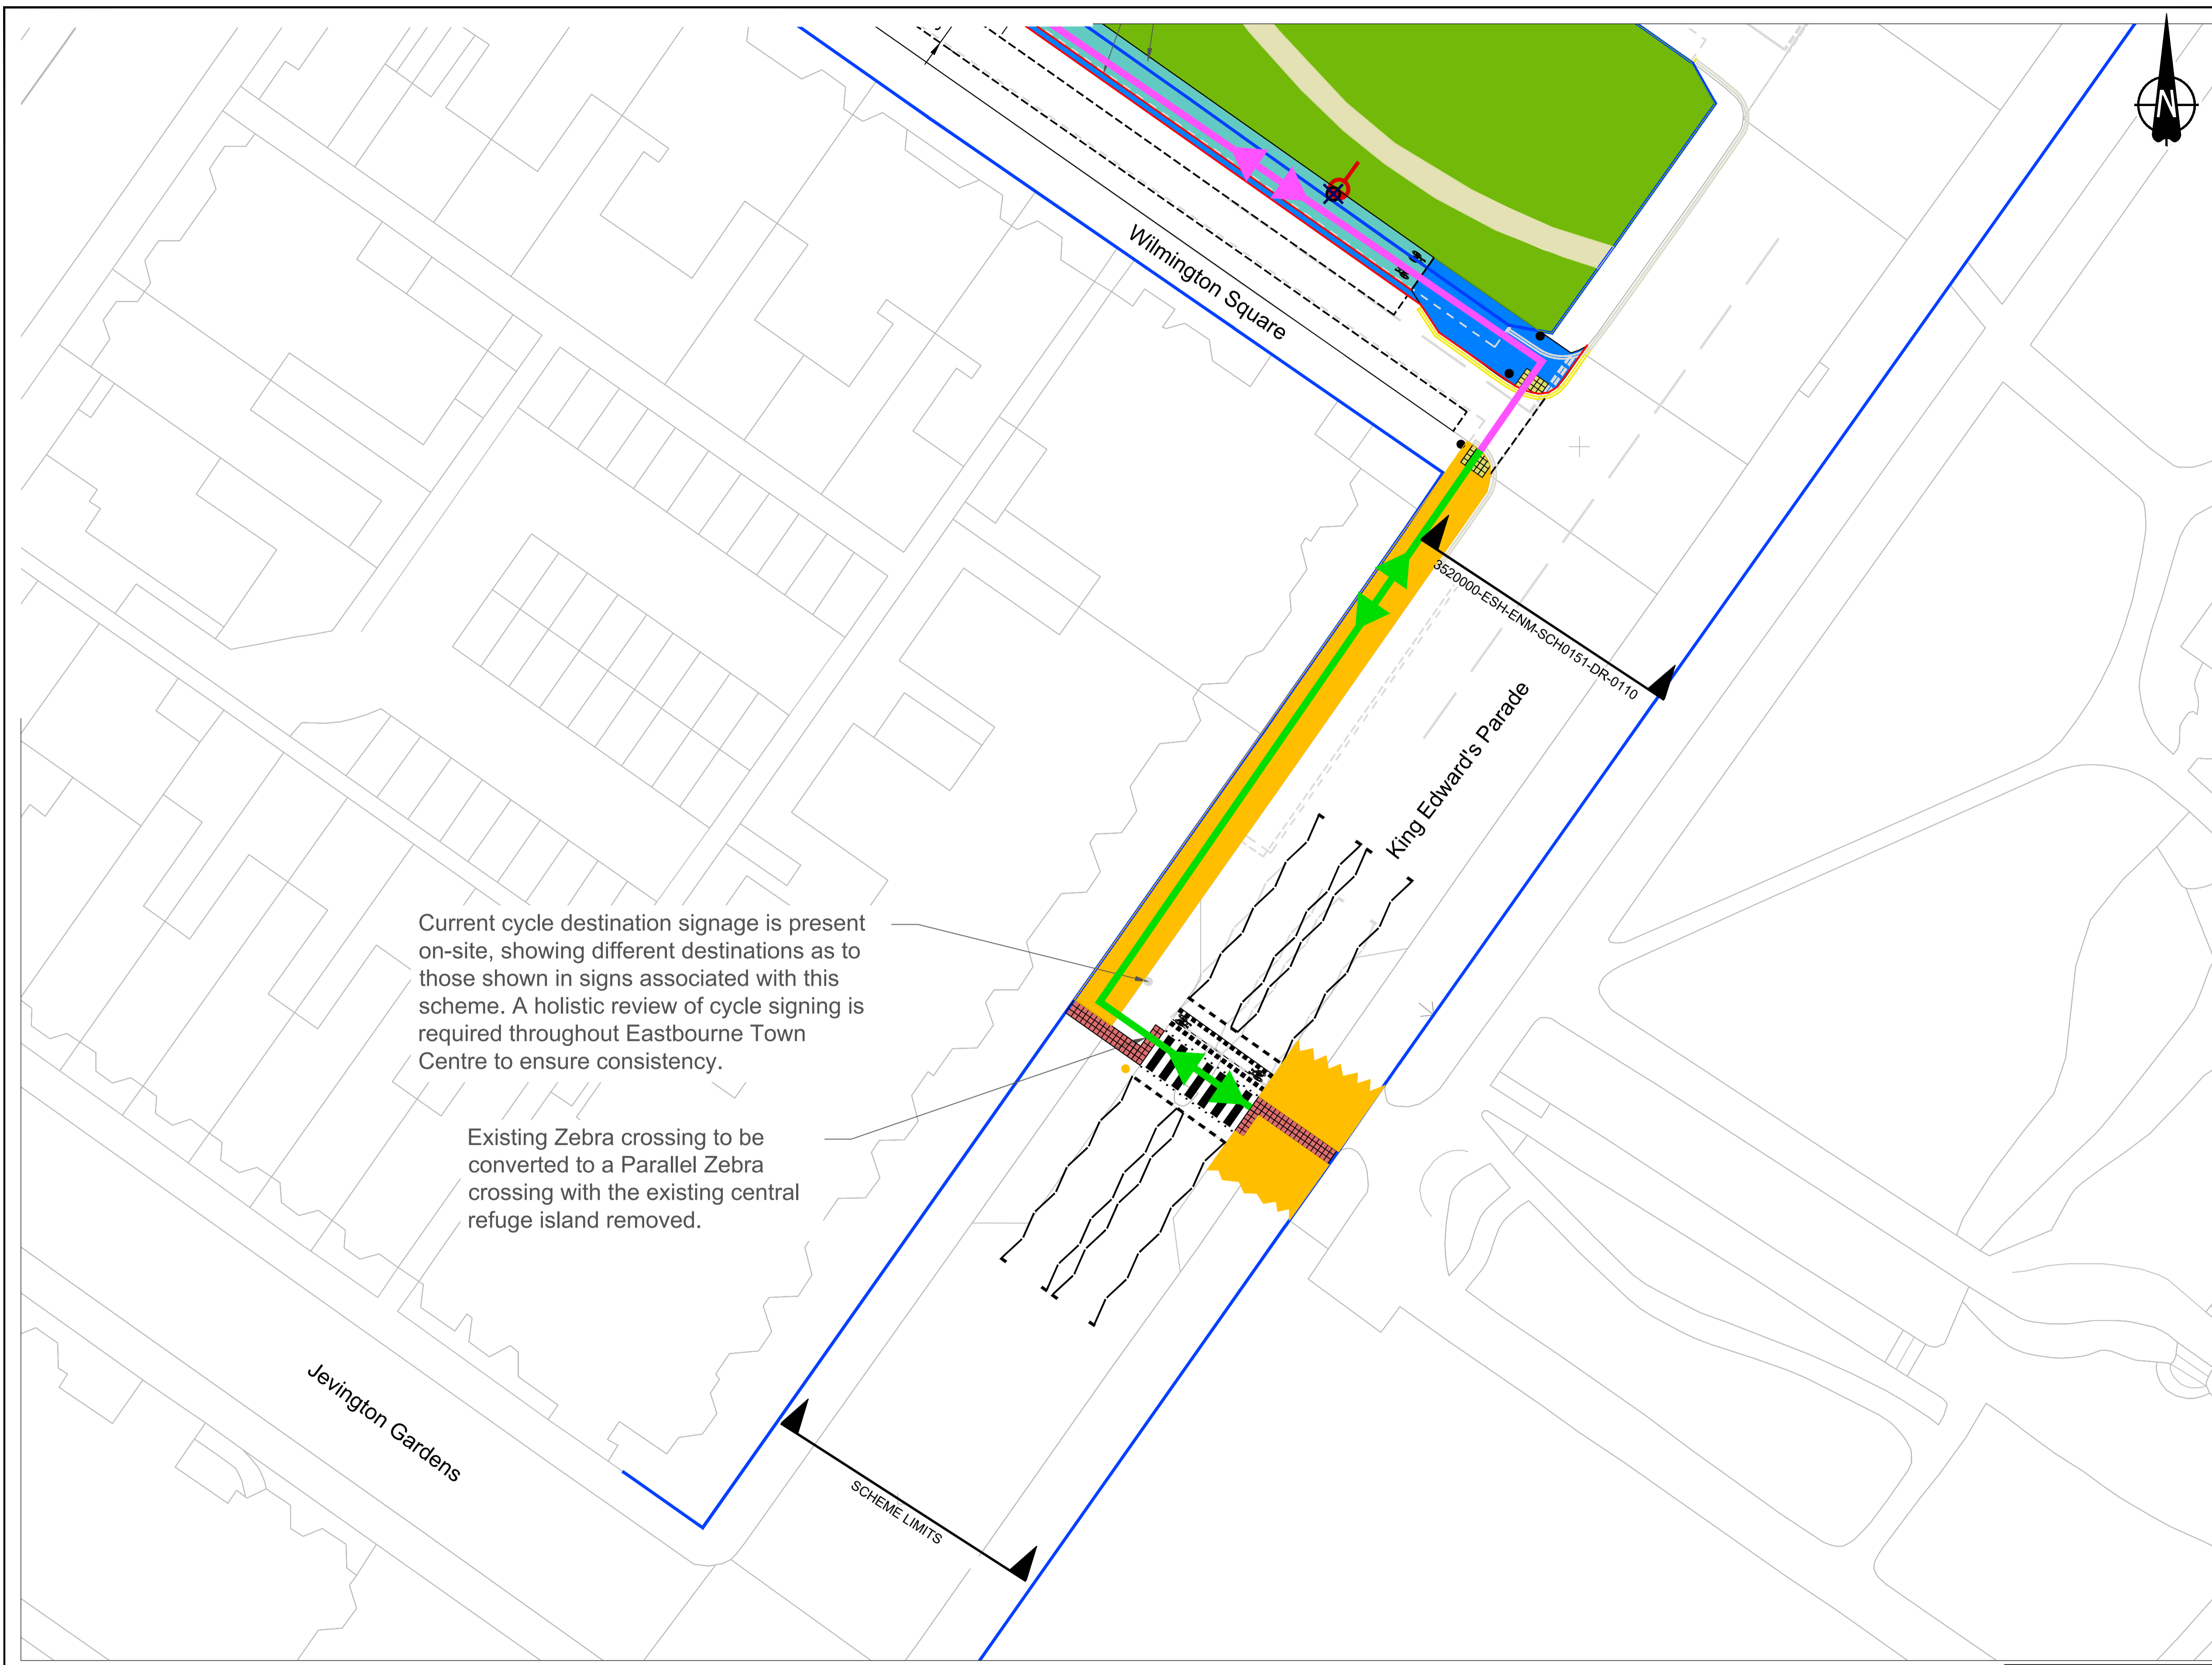 N
Wilmington Square
3520000-ESH-ENM-SCH0151-DR-0110
King Edward's Parade
Current cycle destination signage is present
on-site, showing different destinations as to
those shown in signs associated with this
scheme. A holistic review of cycle signing is
required throughout Eastbourne Town
Centre to ensure consistency.
Existing Zebra crossing to be
converted to a Parallel Zebra
crossing with the existing central
refuge island removed.
Jevington Gardens
SCHEME LIMITS